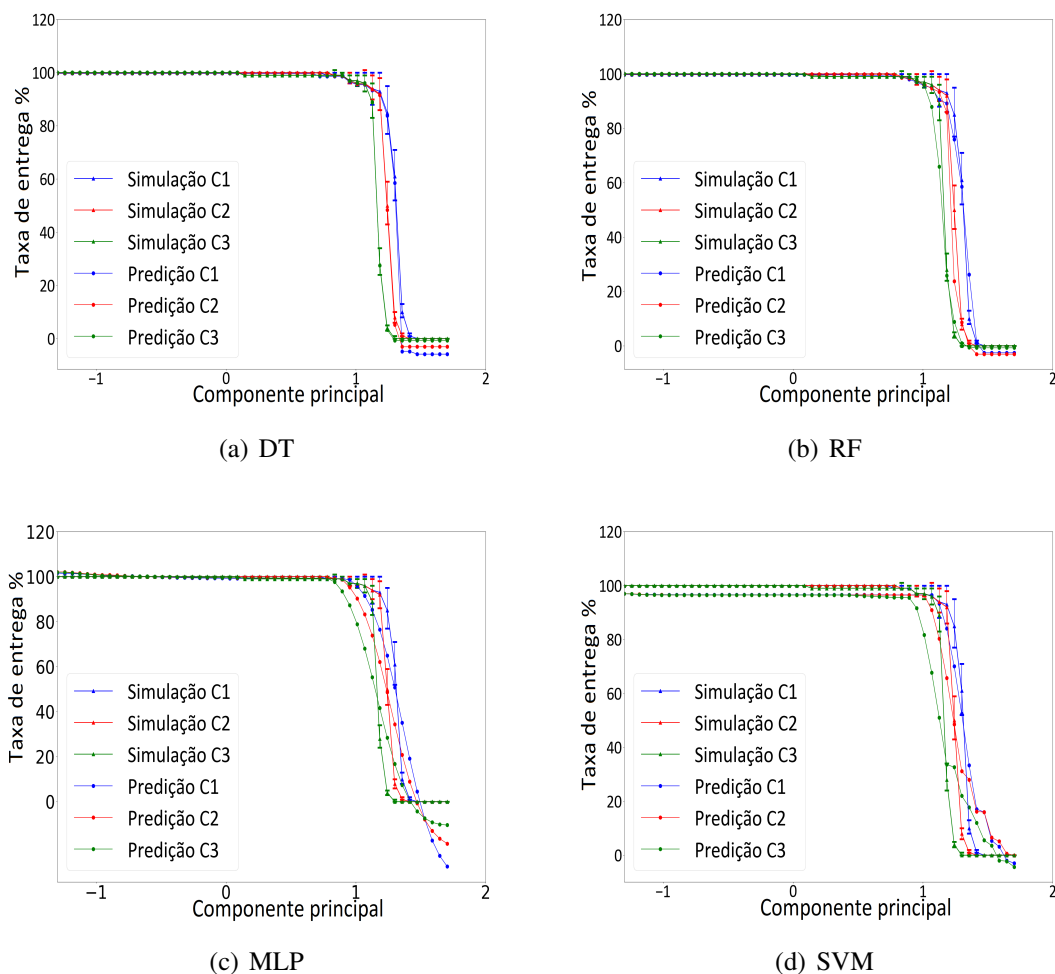 120
100
80
60
40
20
0
Taxa de entrega %
Simulação C1
Simulação C2
Simulação C3
Predição C1
Predição C2
Predição C3
−1
0
1
2
Componente principal
(a) DT
120
100
80
60
40
20
0
Taxa de entrega %
Simulação C1
Simulação C2
Simulação C3
Predição C1
Predição C2
Predição C3
−1
0
1
2
Componente principal
(b) RF
120
100
80
60
40
20
0
Taxa de entrega %
Simulação C1
Simulação C2
Simulação C3
Predição C1
Predição C2
Predição C3
−1
0
1
2
Componente principal
(c) MLP
120
100
80
60
40
20
0
Taxa de entrega %
Simulação C1
Simulação C2
Simulação C3
Predição C1
Predição C2
Predição C3
−1
0
1
2
Componente principal
(d) SVM